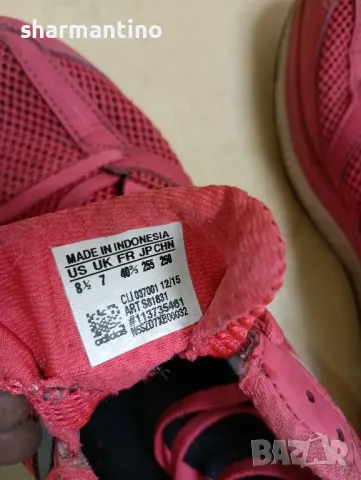 sharmantino
MADE IN INDONESIA
US UK FR JP CHN
8½ 7 40⅔ 255 250
CLI 037001 12/15
ART S81831
#113735461
adidas
BAZAR